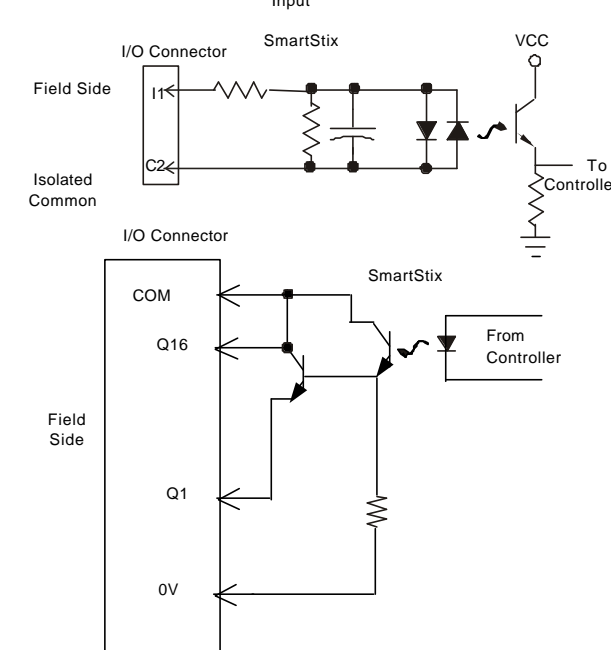 Input
SmartStix
VCC
I/O Connector
Field Side
I1
C2
To
Controlle
Isolated
Common
I/O Connector
SmartStix
COM
Q16
From
Controller
Field
Side
Q1
0V